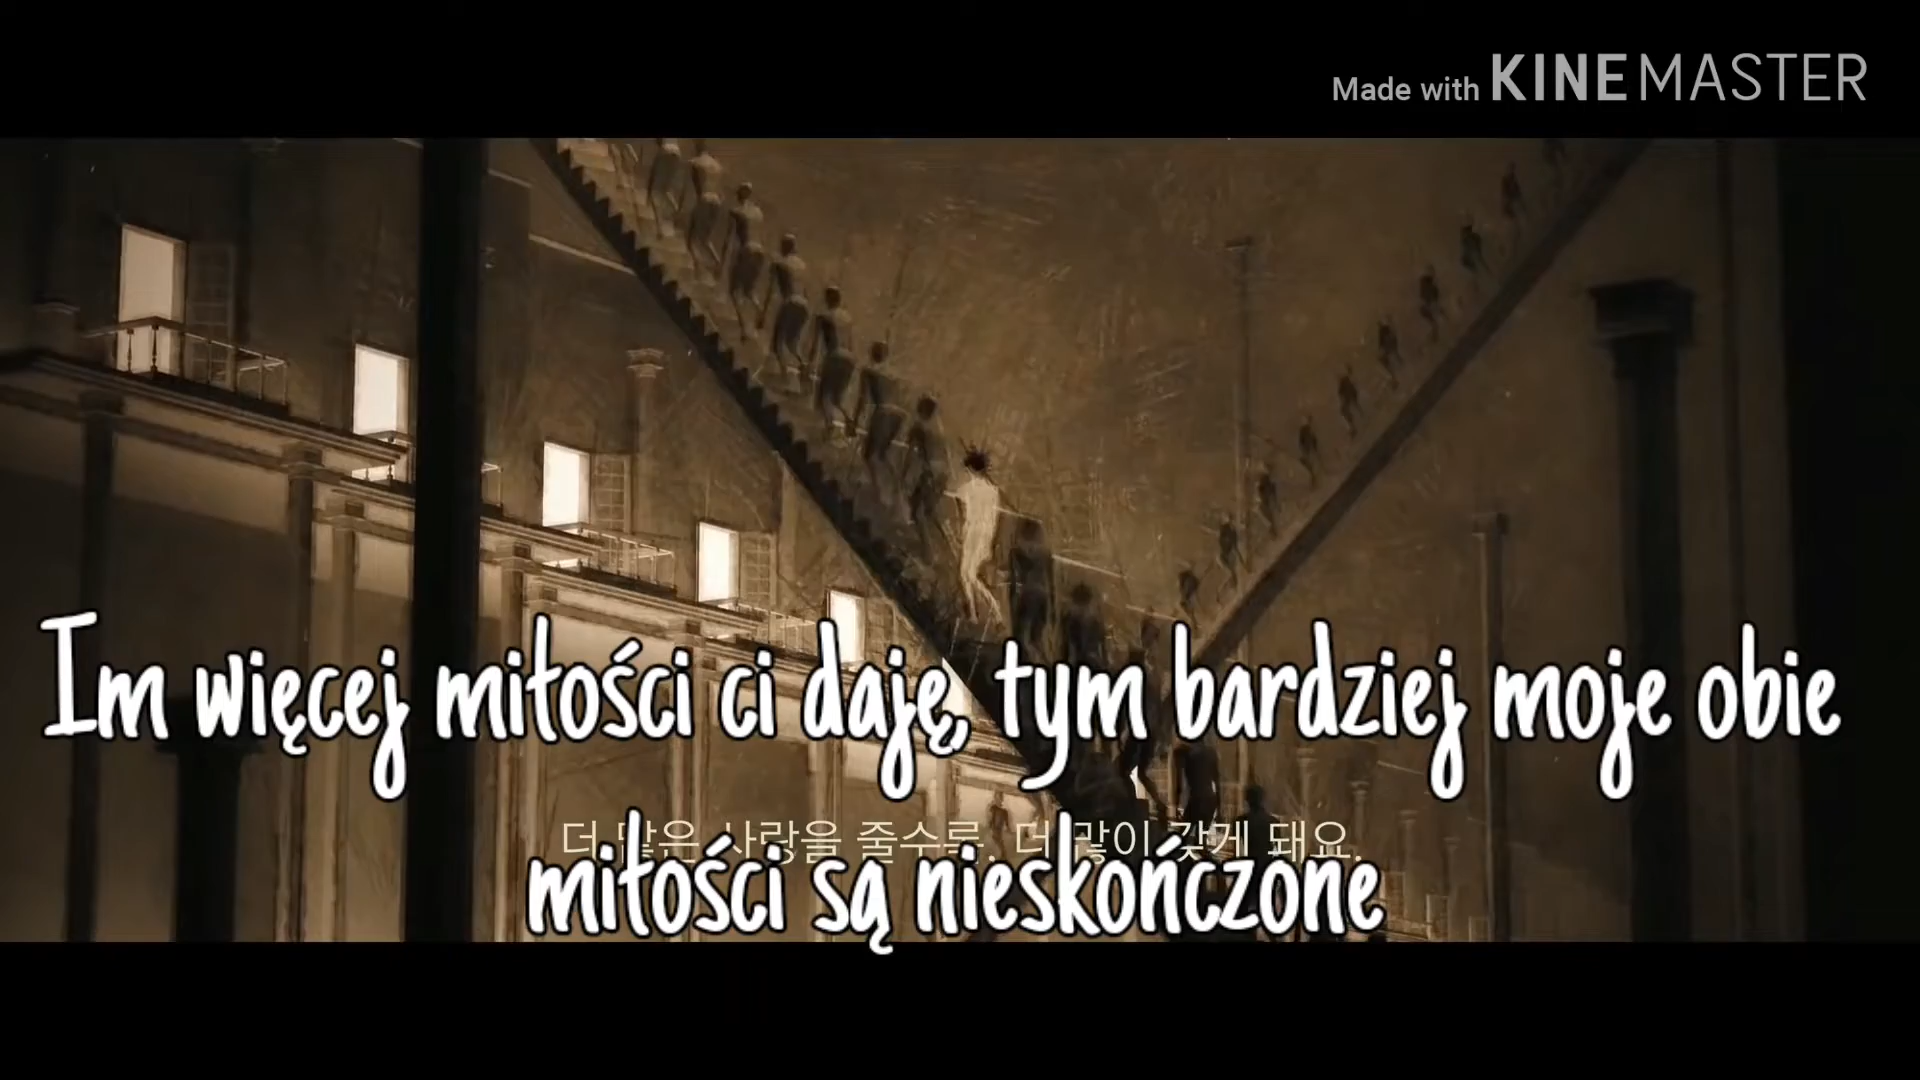 Made with KINEMASTER
Im więcej miłości ci daję, tym bardziej moje obie
더 많은 사랑을 줄수록, 더 많이 갖게 돼요.
miłości są nieskończone